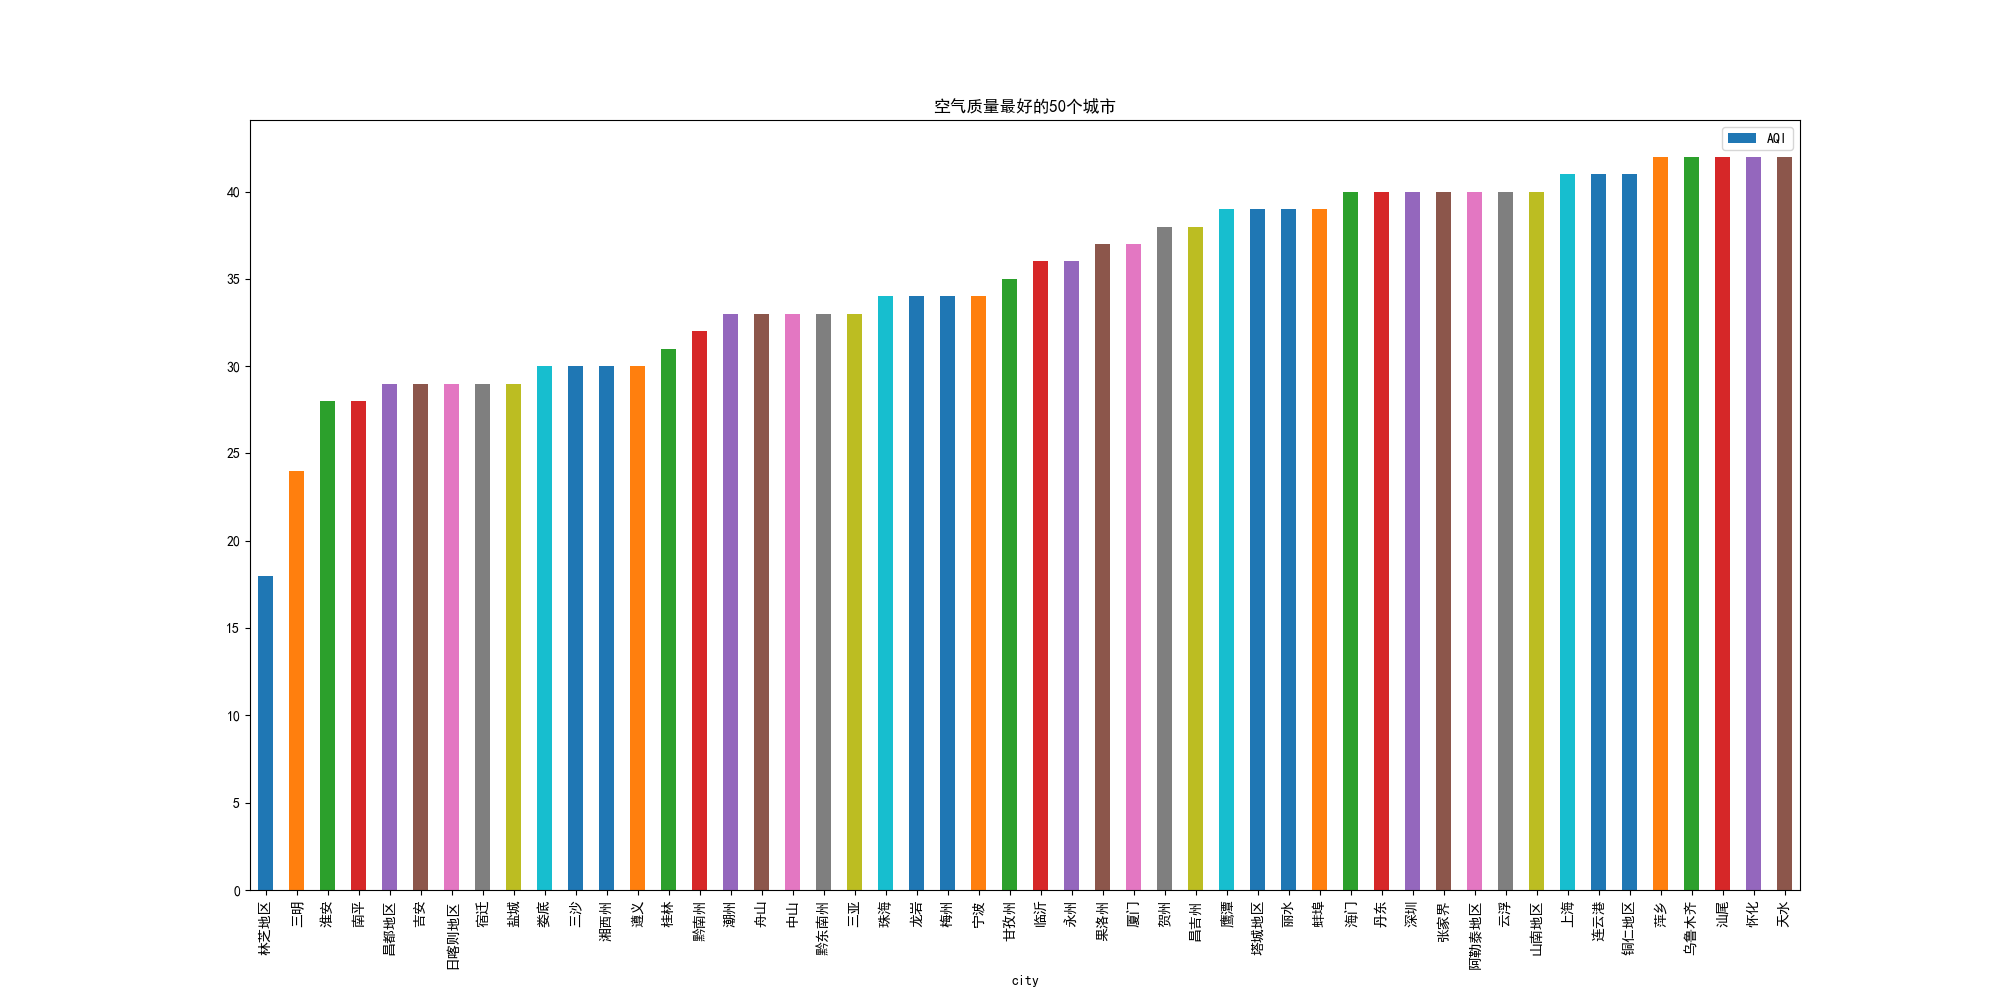 空气质量最好的50个城市
AQI
40
35
30
25
20
15
10
5
0
林芝地区
三明
淮安
南平
昌都地区
吉安
日喀则地区
宿迁
盐城
娄底
三沙
湘西州
遵义
桂林
黔南州
潮州
舟山
中山
黔东南州
三亚
珠海
龙岩
梅州
宁波
甘孜州
临沂
永州
果洛州
厦门
贺州
昌吉州
鹰潭
塔城地区
丽水
蚌埠
海门
丹东
深圳
张家界
阿勒泰地区
云浮
山南地区
上海
连云港
铜仁地区
萍乡
乌鲁木齐
汕尾
怀化
天水
city